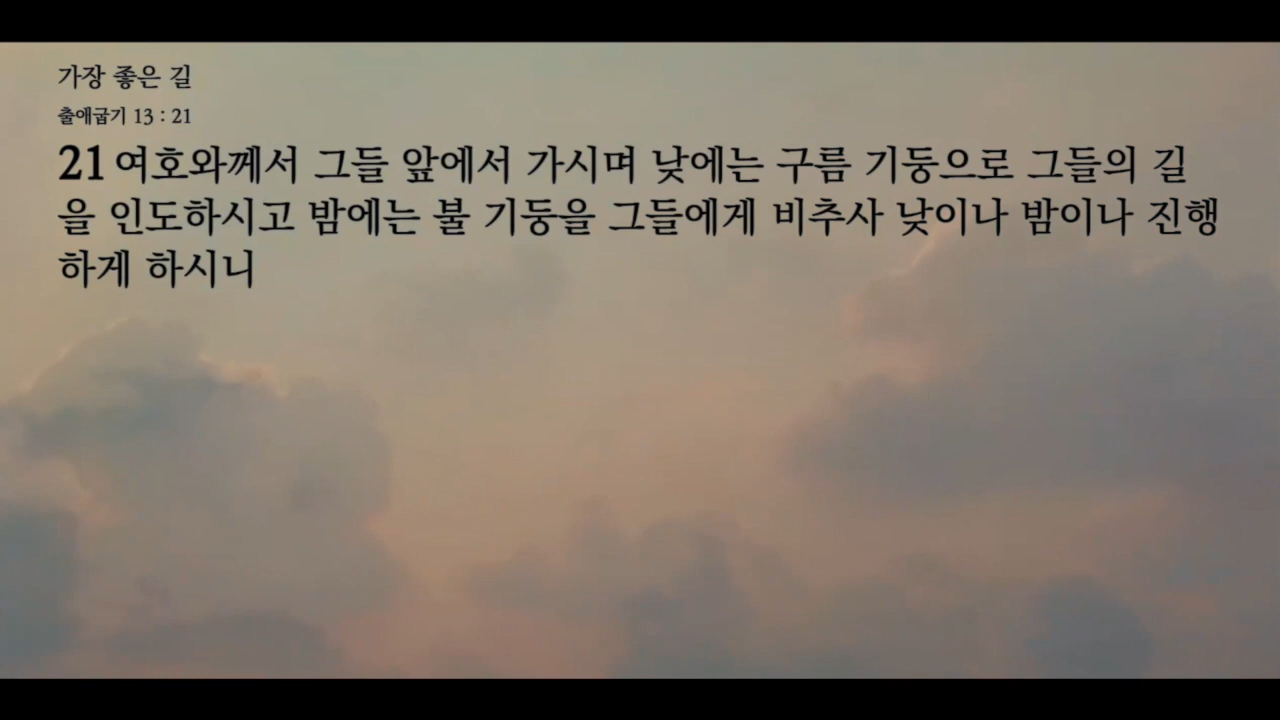 가장 좋은 길
출애굽기 13 : 21
21 여호와께서 그들 앞에서 가시며 낮에는 구름 기둥으로 그들의 길
을 인도하시고 밤에는 불 기둥을 그들에게 비추사 낮이나 밤이나 진행
하게 하시니